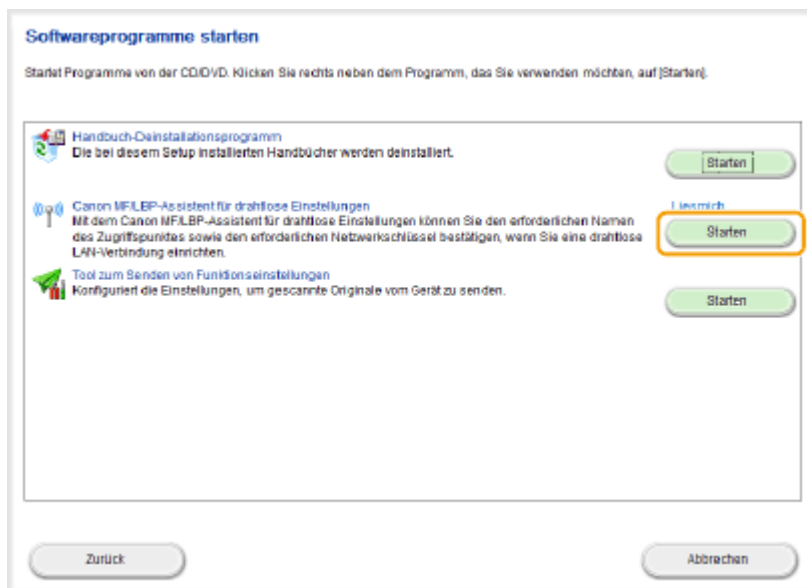 Softwareprogramme starten
Startet Programme von der CD/DVD. Klicken Sie rechts neben dem Programm, das Sie verwenden möchten, auf [Starten].
Handbuch-Deinstallationsprogramm
Die bei diesem Setup installierten Handbücher werden deinstalliert.
Starten
Canon MF/LBP-Assistent für drahtlose Einstellungen
Liesmich
Mit dem Canon MF/LBP-Assistent für drahtlose Einstellungen können Sie den erforderlichen Namen
des Zugriffspunktes sowie den erforderlichen Netzwerkschlüssel bestätigen, wenn Sie eine drahtlose
LAN-Verbindung einrichten.
Starten
Tool zum Senden von Funktionseinstellungen
Konfiguriert die Einstellungen, um gescannte Originale vom Gerät zu senden.
Starten
Zurück
Abbrechen